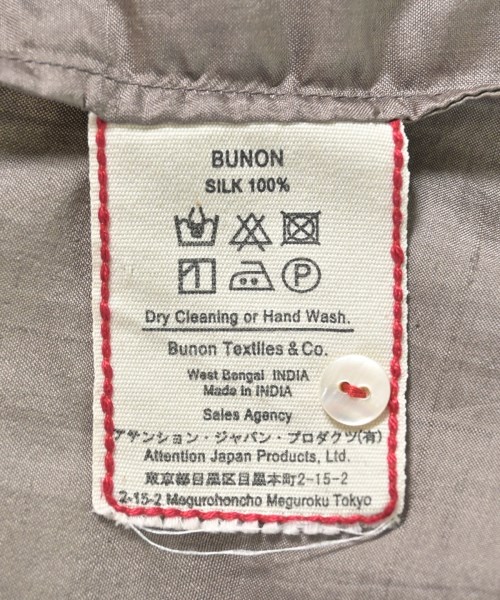 BUNON
SILK 100%
P
Dry Cleaning or Hand Wash.
Bunon Textiles & Co.
West Bengal INDIA
Made in INDIA
Sales Agency
アテンション・ジャパン・プロダクツ(有)
Attention Japan Products, Ltd.
東京都目黒区目黒本町2-15-2
2-15-2 Megurohoncho Meguroku Tokyo